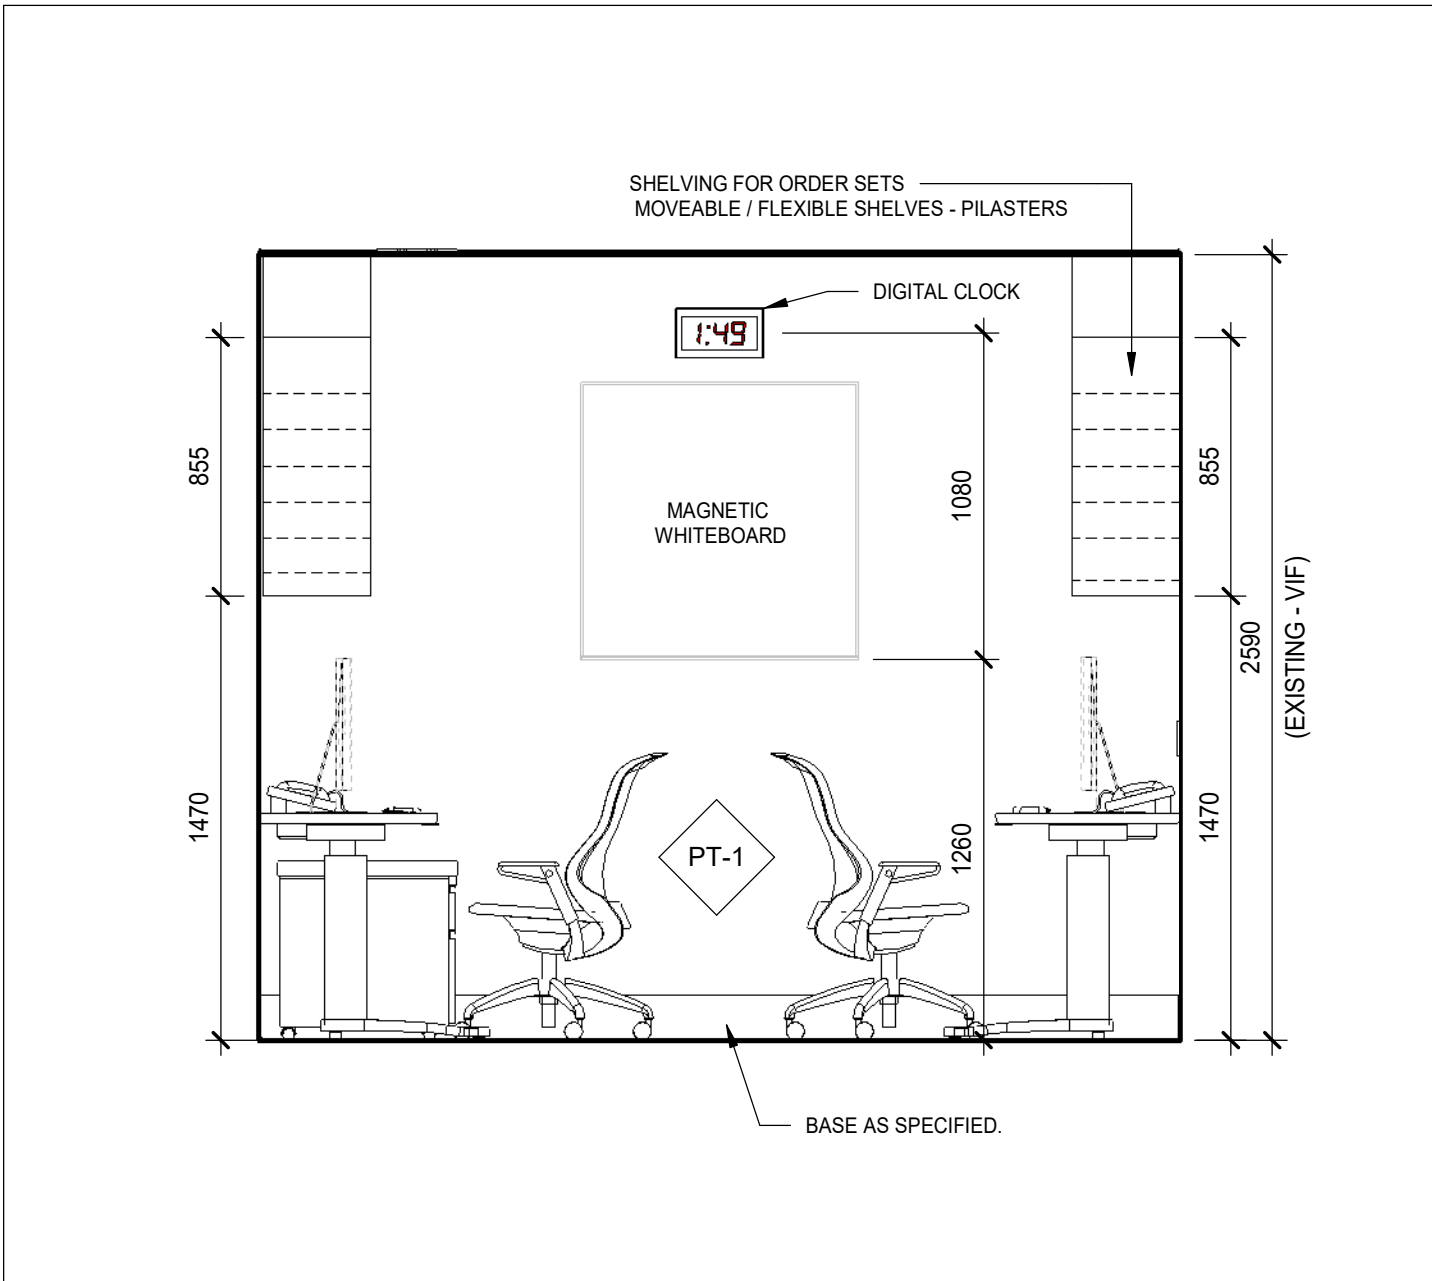 SHELVING FOR ORDER SETS
MOVEABLE / FLEXIBLE SHELVES - PILASTERS
DIGITAL CLOCK
1:49
855
1080
855
MAGNETIC
WHITEBOARD
2590
(EXISTING - VIF)
1470
1260
1470
PT-1
BASE AS SPECIFIED.